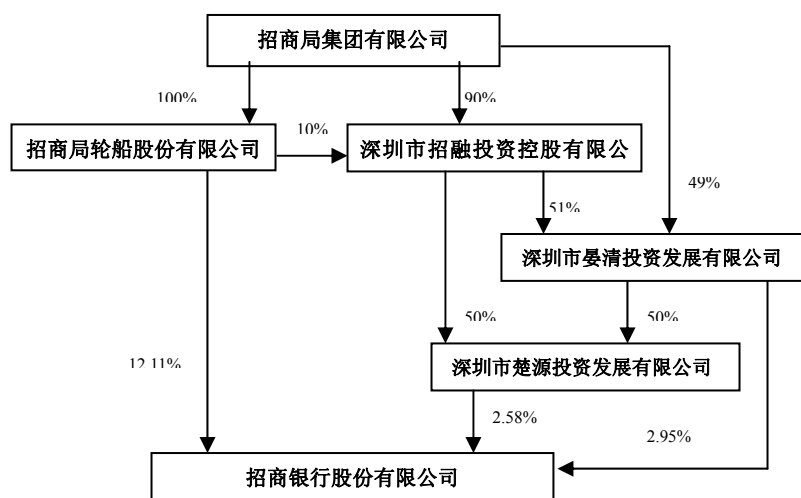 招商局集团有限公司
100%
90%
招商局轮船股份有限公司
10%
深圳市招融投资控股有限公
49%
51%
深圳市晏清投资发展有限公司
50%
50%
12.11%
深圳市楚源投资发展有限公司
2.58%
2.95%
招商银行股份有限公司